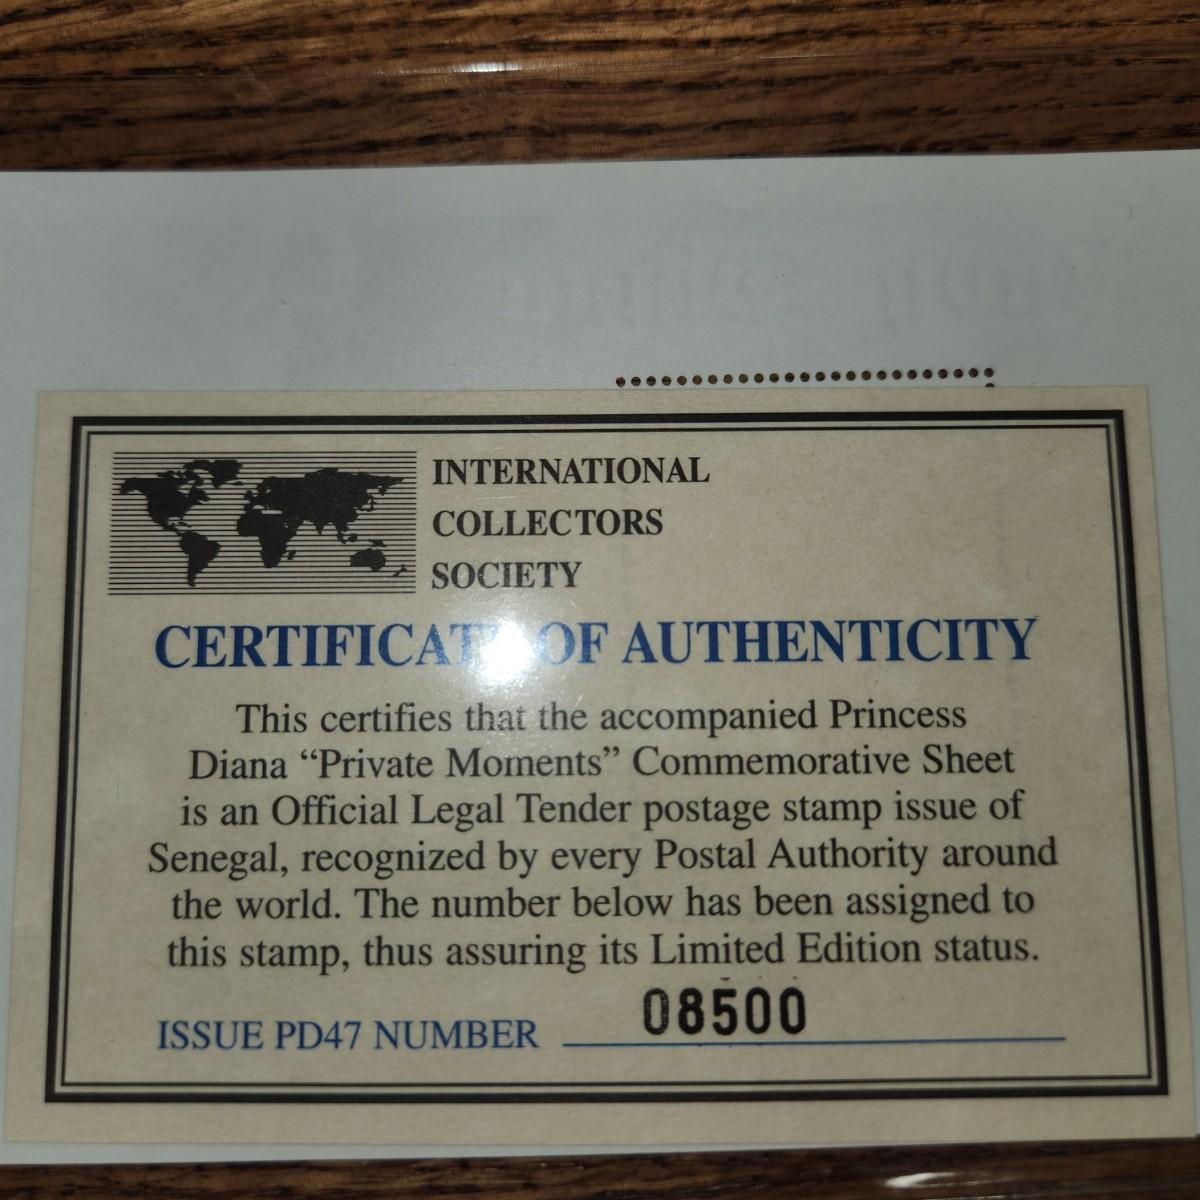 INTERNATIONAL
COLLECTORS
SOCIETY
CERTIFICATE OF AUTHENTICITY
This certifies that the accompanied Princess
Diana “Private Moments” Commemorative Sheet
is an Official Legal Tender postage stamp issue of
Senegal, recognized by every Postal Authority around
the world. The number below has been assigned to
this stamp, thus assuring its Limited Edition status.
ISSUE PD47 NUMBER 08500